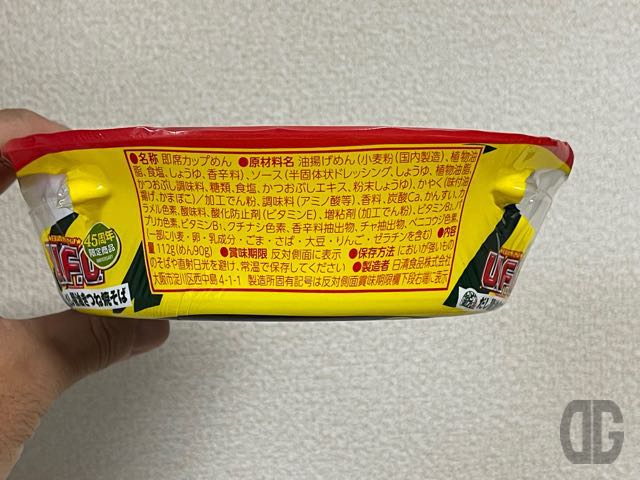 ●名称 即席カップめん ●原材料名 油揚げめん(小麦粉(国内製造)、植物油
脂、食塩、しょうゆ、香辛料)、ソース(半固体状ドレッシング、しょうゆ、植物油脂、
かつおぶし調味料、糖類、食塩、かつおぶしエキス、粉末しょうゆ)、かやく(味付油
揚げ、かまぼこ)/加工でん粉、調味料(アミノ酸等)、香料、炭酸Ca、かんすい、カ
ラメル色素、酸味料、酸化防止剤(ビタミンE)、増粘剤(加工でん粉)、ビタミンB₂、パ
プリカ色素、ビタミンB₁、クチナシ色素、香辛料抽出物、チャ抽出物、ベニコウジ色素、
(一部に小麦・卵・乳成分・ごま・さば・大豆・りんご・ゼラチンを含む) ●内容
量 112g(めん90g) ●賞味期限 反対側面に表示 ●保存方法 においが強いもの
のそばや直射日光を避け、常温で保存してください ●製造者 日清食品株式会社
大阪市淀川区西中島 4-1-1 製造所固有記号は反対側面賞味期限欄下段右端に表示
45周年
限定商品
U.F.O.
きつね焼そば
U.F.
DG